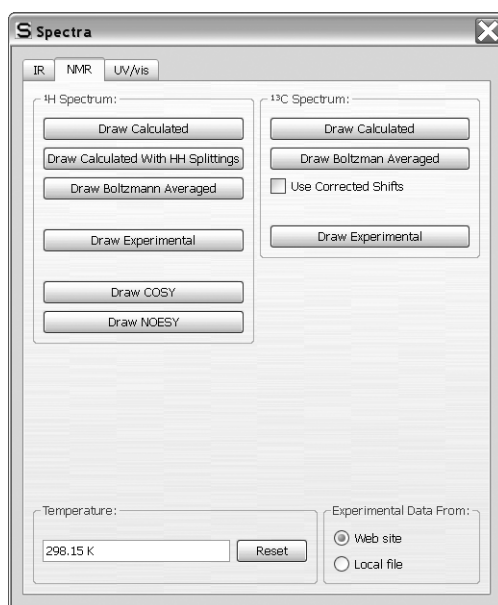 S Spectra
IR NMR UV/vis
¹H Spectrum:
Draw Calculated
Draw Calculated With HH Splittings
Draw Boltzmann Averaged
Draw Experimental
Draw COSY
Draw NOESY
¹³C Spectrum:
Draw Calculated
Draw Boltzman Averaged
Use Corrected Shifts
Draw Experimental
Temperature:
298.15 K
Reset
Experimental Data From:
Web site
Local file